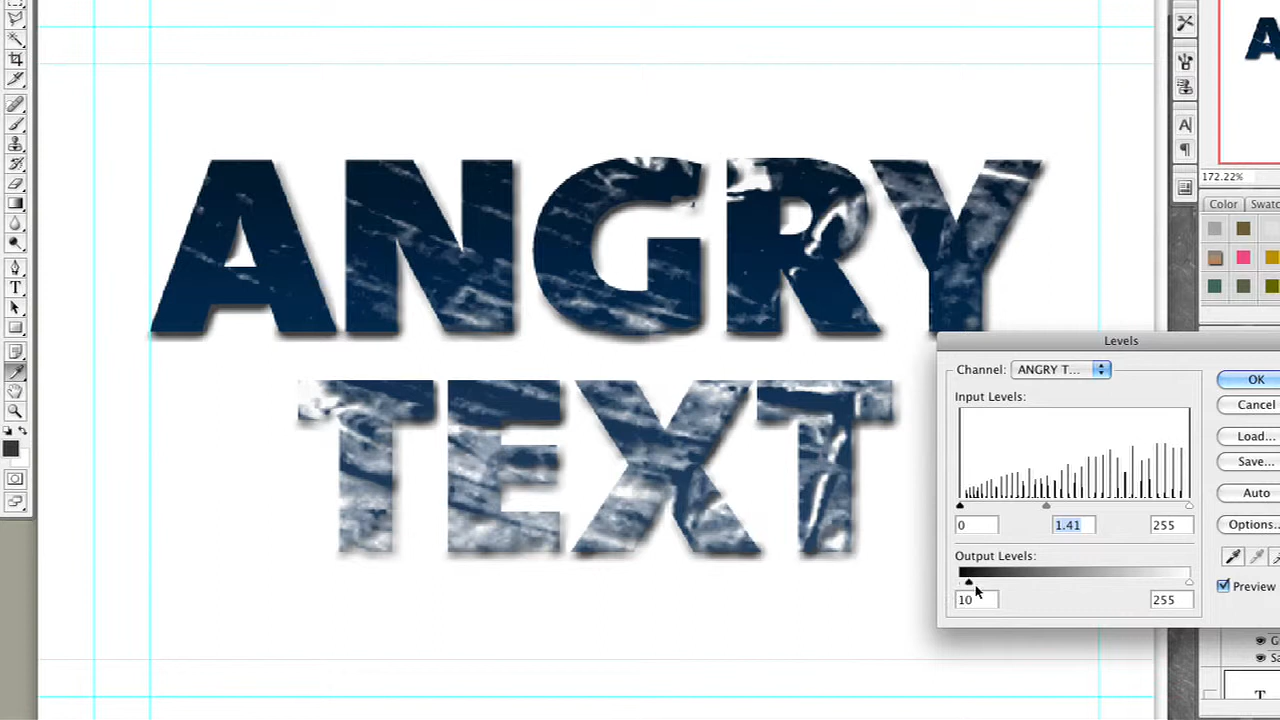 ANGRY
TEXT
172.22%
Color
Swatc
Levels
Channel: ANGRY T...
Input Levels:
0
1.41
255
Output Levels:
10
255
OK
Cancel
Load...
Save...
Auto
Options...
Preview